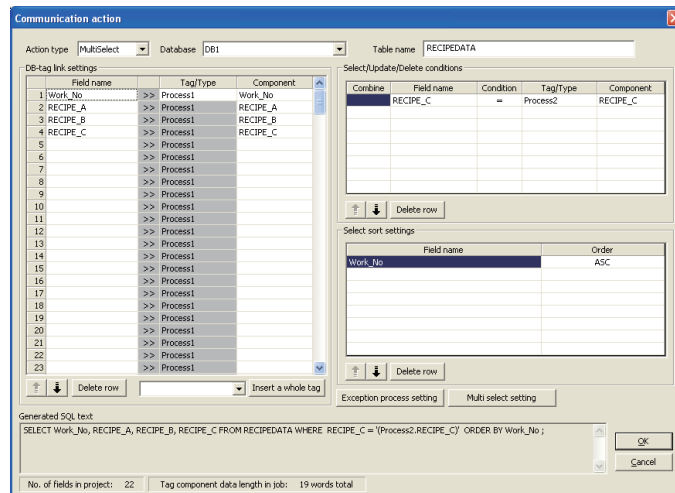 Communication action
Action type MultiSelect Database DB1 Table name RECIPEDATA
DB-tag link settings
Field name Tag/Type Component
1 Work_No >> Process1 Work_No
2 RECIPE_A >> Process1 RECIPE_A
3 RECIPE_B >> Process1 RECIPE_B
4 RECIPE_C >> Process1 RECIPE_C
5 >> Process1
6 >> Process1
7 >> Process1
8 >> Process1
9 >> Process1
10 >> Process1
11 >> Process1
12 >> Process1
13 >> Process1
14 >> Process1
15 >> Process1
16 >> Process1
17 >> Process1
18 >> Process1
19 >> Process1
20 >> Process1
21 >> Process1
22 >> Process1
23 >> Process1
Delete row Insert a whole tag
Select/Update/Delete conditions
Combine Field name Condition Tag/Type Component
RECIPE_C = Process2 RECIPE_C
Delete row
Select sort settings
Field name Order
Work_No ASC
Delete row
Exception process setting Multi select setting
Generated SQL text
SELECT Work_No, RECIPE_A, RECIPE_B, RECIPE_C FROM RECIPEDATA WHERE RECIPE_C = '(Process2.RECIPE_C)' ORDER BY Work_No ;
OK
Cancel
No. of fields in project: 22 Tag component data length in job: 19 words total